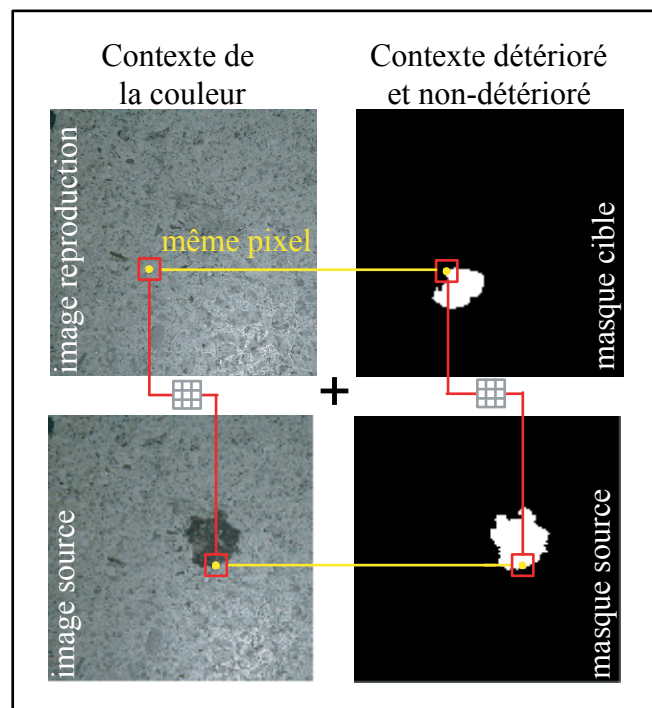 Contexte de
la couleur
Contexte détérioré
et non-détérioré
image reproduction
même pixel
masque cible
+
image source
masque source